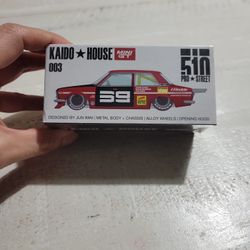 KAIDO★HOUSE
MINI GT
510
003
PRO★STREET
59
DESIGNED BY JUN IMAI | METAL BODY + CHASSIS | ALLOY WHEELS | OPENING HOOD